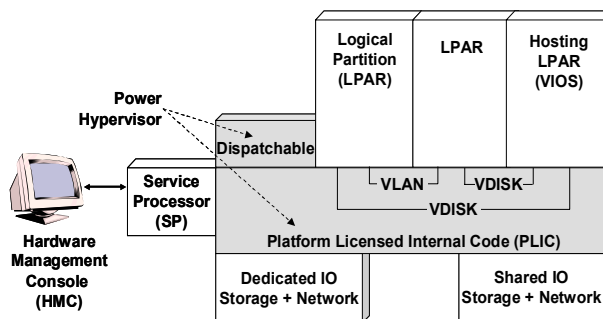 Logical
Partition
(LPAR)
LPAR
Hosting
LPAR
(VIOS)
Power
Hypervisor
Dispatchable
Service
Processor
(SP)
VLAN
VDISK
VDISK
Platform Licensed Internal Code (PLIC)
Hardware
Management
Console
(HMC)
Dedicated IO
Storage + Network
Shared IO
Storage + Network